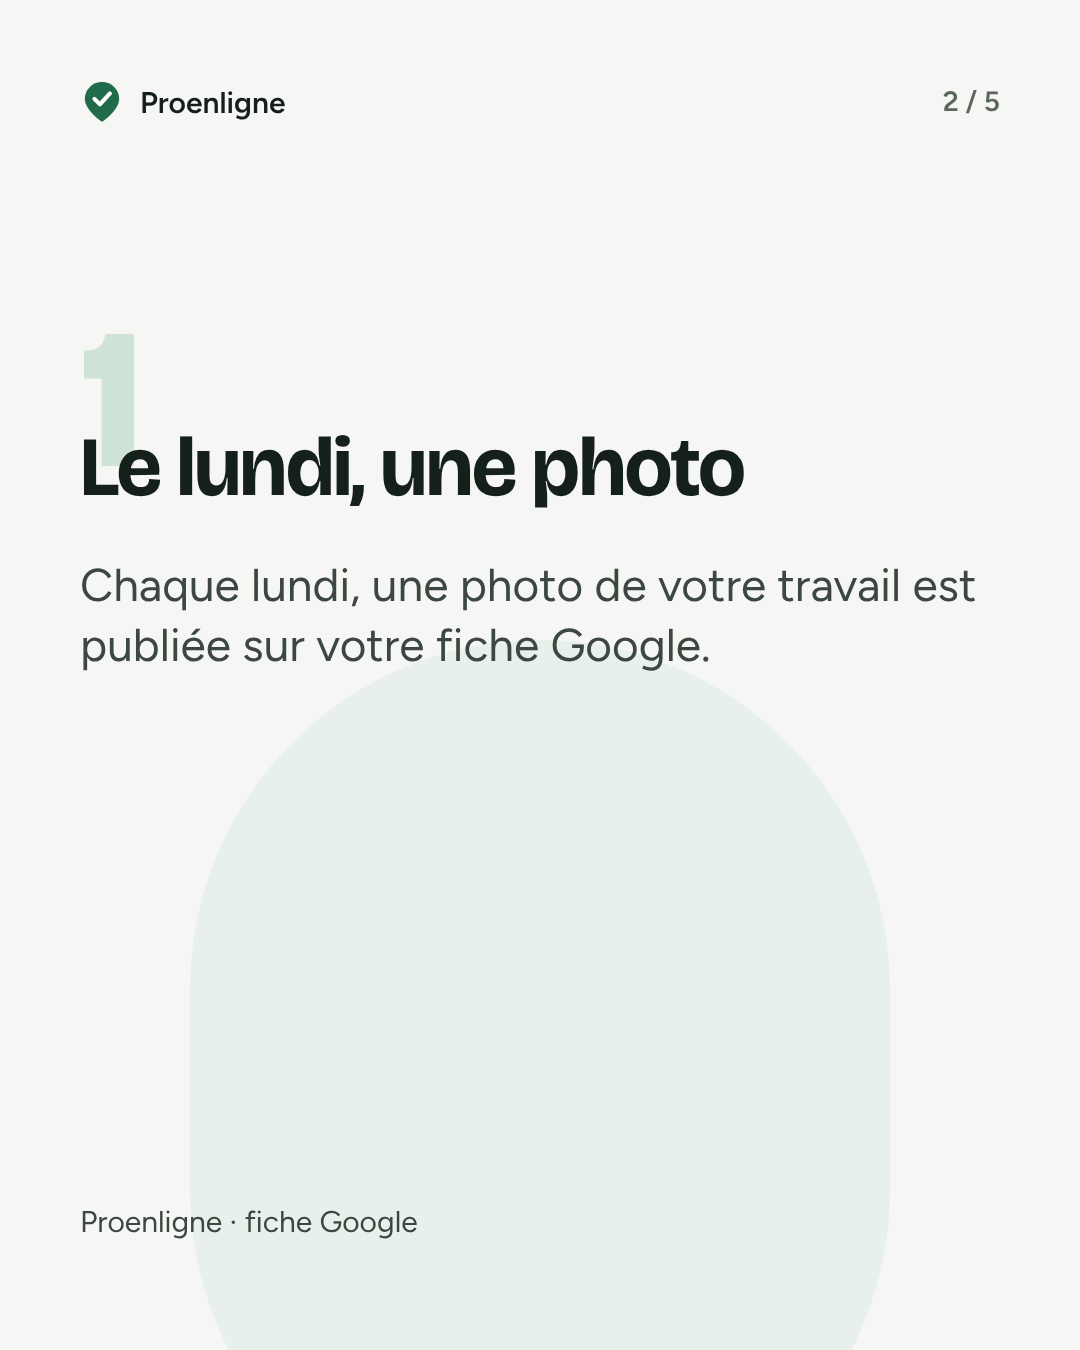 Proenligne
2 / 5
1
Le lundi, une photo
Chaque lundi, une photo de votre travail est
publiée sur votre fiche Google.
Proenligne · fiche Google